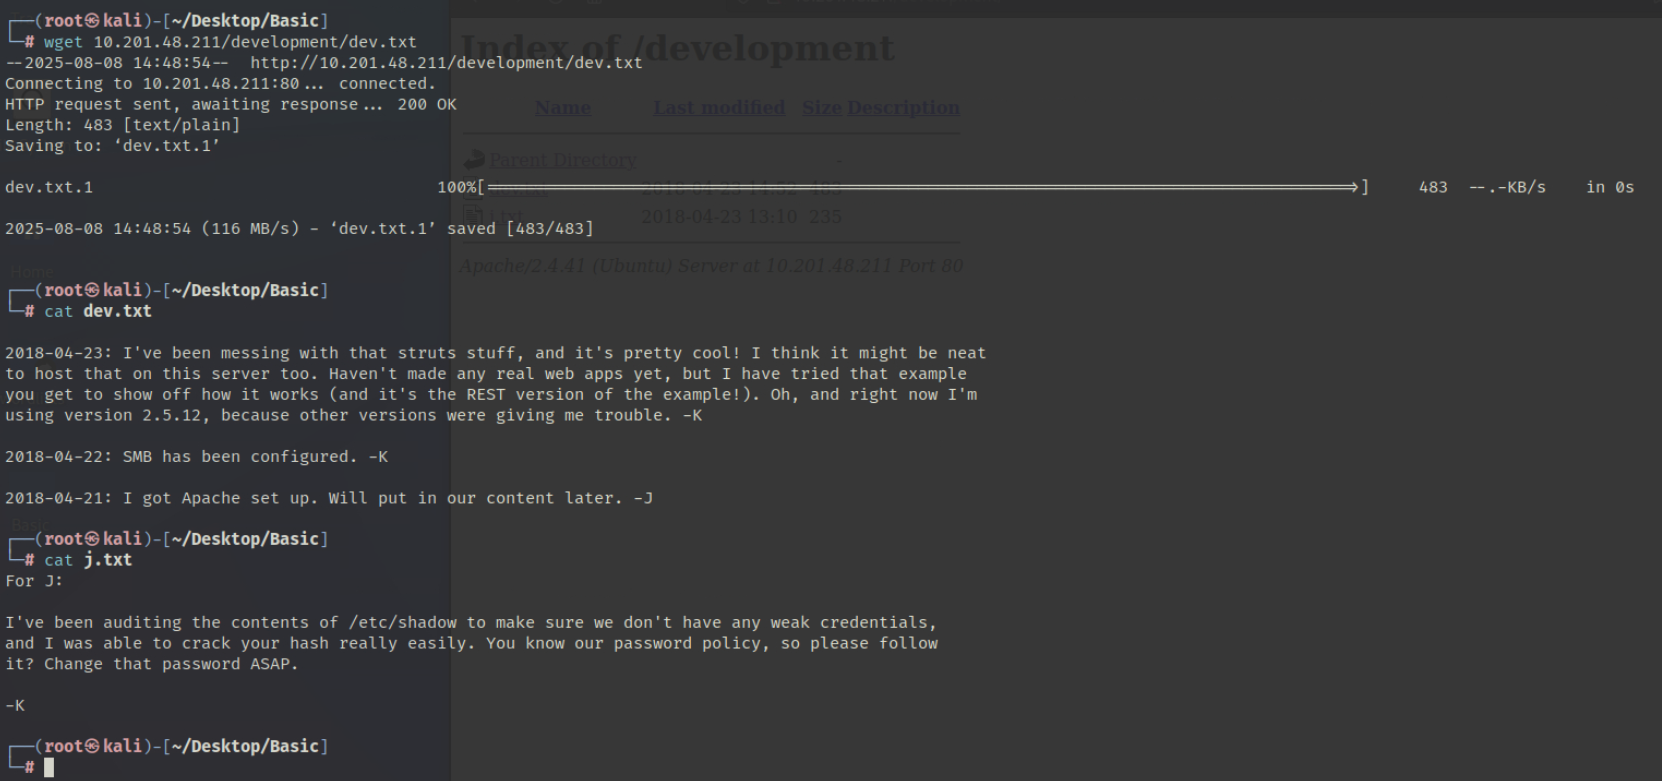 ┌──(root㉿kali)-[~/Desktop/Basic]
└─# wget 10.201.48.211/development/dev.txt
--2025-08-08 14:48:54--  http://10.201.48.211/development/dev.txt
Connecting to 10.201.48.211:80... connected.
HTTP request sent, awaiting response... 200 OK
Length: 483 [text/plain]
Saving to: ‘dev.txt.1’
dev.txt.1 100%[===================>] 483 --.-KB/s in 0s
2025-08-08 14:48:54 (116 MB/s) - ‘dev.txt.1’ saved [483/483]
┌──(root㉿kali)-[~/Desktop/Basic]
└─# cat dev.txt
2018-04-23: I've been messing with that struts stuff, and it's pretty cool! I think it might be neat
to host that on this server too. Haven't made any real web apps yet, but I have tried that example
you get to show off how it works (and it's the REST version of the example!). Oh, and right now I'm
using version 2.5.12, because other versions were giving me trouble. -K
2018-04-22: SMB has been configured. -K
2018-04-21: I got Apache set up. Will put in our content later. -J
┌──(root㉿kali)-[~/Desktop/Basic]
└─# cat j.txt
For J:
I've been auditing the contents of /etc/shadow to make sure we don't have any weak credentials,
and I was able to crack your hash really easily. You know our password policy, so please follow
it? Change that password ASAP.
-K
┌──(root㉿kali)-[~/Desktop/Basic]
└─#
Index of /development
Name Last modified Size Description
Parent Directory -
2018-04-23 14:52 483
j.txt 2018-04-23 13:10 235
Apache/2.4.41 (Ubuntu) Server at 10.201.48.211 Port 80
Home
Basic